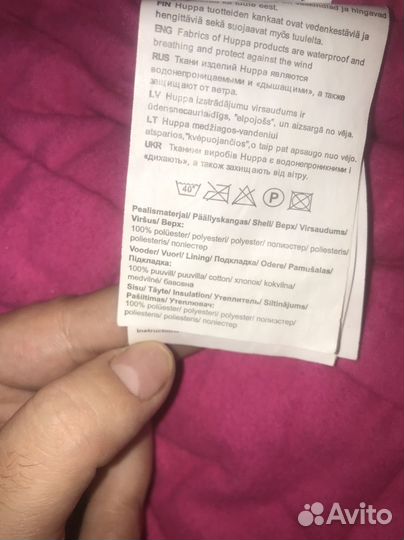 FIN Huppa tuotteiden kankaat ovat vedenkestäviä ja
hengittäviä sekä suojaavat myös tuulelta.
ENG Fabrics of Huppa products are waterproof and
breathing and protect against the wind
RUS Ткани изделий Huppa являются
водонепроницаемыми и «дышащими», а также
защищают от ветра.
LV Huppa Izstrādājumu virsaudums ir
ūdensnecaurlaidīgs, "elpojošs", un aizsargā no vēja.
LT Huppa medžiagos-vandeniui
atsparios,"kvėpuojančios",o taip pat apsaugo nuo vėjo.
UKR Тканини виробів Huppa є водонепроникними і
«дихають», а також захищають від вітру.
40°
P
Pealismaterjal/ Päällyskangas/ Shell/ Верх/ Virsaudums/
Viršus/ Верх:
100% polüester/ polyesteri/ polyester/ полиэстер/ poliesteris/
poliesteris/ поліестер
Vooder/ Vuori/ Lining/ Подкладка/ Odere/ Pamušalas/
Підкладка:
100% puuvill/ puuvilla/ cotton/ хлопок/ kokvilna/
medvilnė/ бавовна
Sisu/ Täyte/ Insulation/ Утеплитель/ Siltinājums/
Pašiltimas/ Утеплювач:
100% polüester/ polyesteri/ polyester/ полиэстер/
poliesteris/ poliesteris/ поліестер
Avito